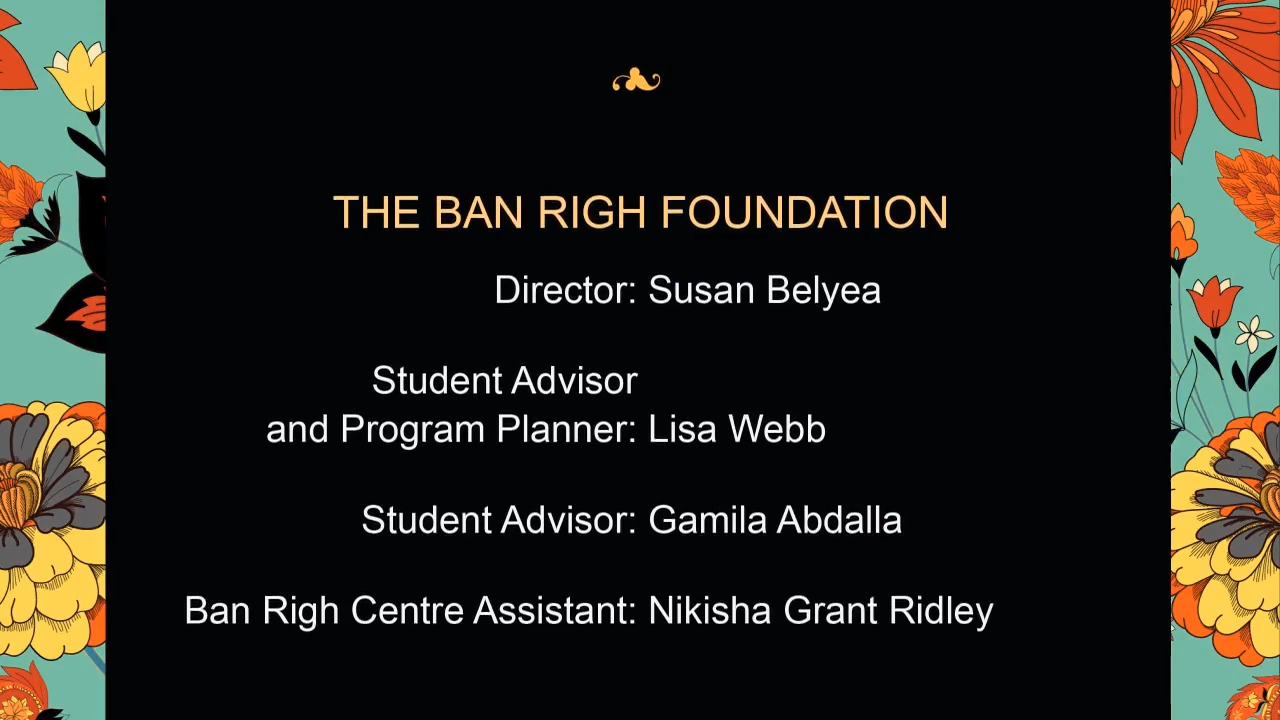 THE BAN RIGH FOUNDATION
Director: Susan Belyea
Student Advisor
and Program Planner: Lisa Webb
Student Advisor: Gamila Abdalla
Ban Righ Centre Assistant: Nikisha Grant Ridley